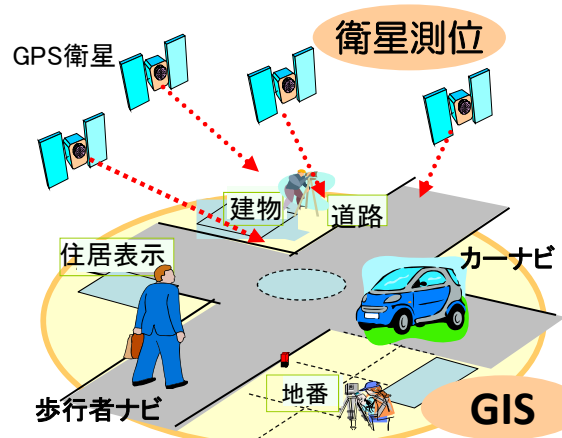 衛星測位
GPS衛星
建物
道路
住居表示
カーナビ
地番
歩行者ナビ
GIS